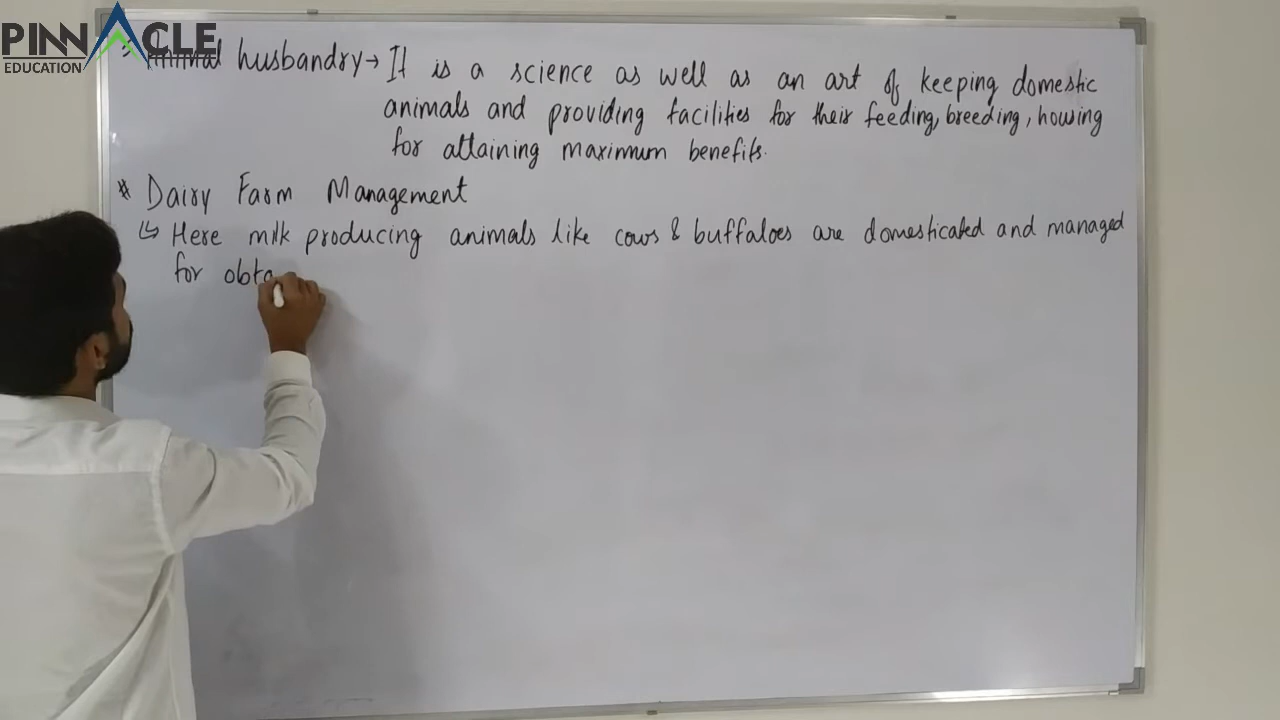 PINNACLE
EDUCATION
Animal husbandry → It is a science as well as an art of keeping domestic
animals and providing facilities for their feeding, breeding, housing
for attaining maximum benefits.
* Dairy Farm Management
↳ Here milk producing animals like cows & buffaloes are domesticated and managed
for obta